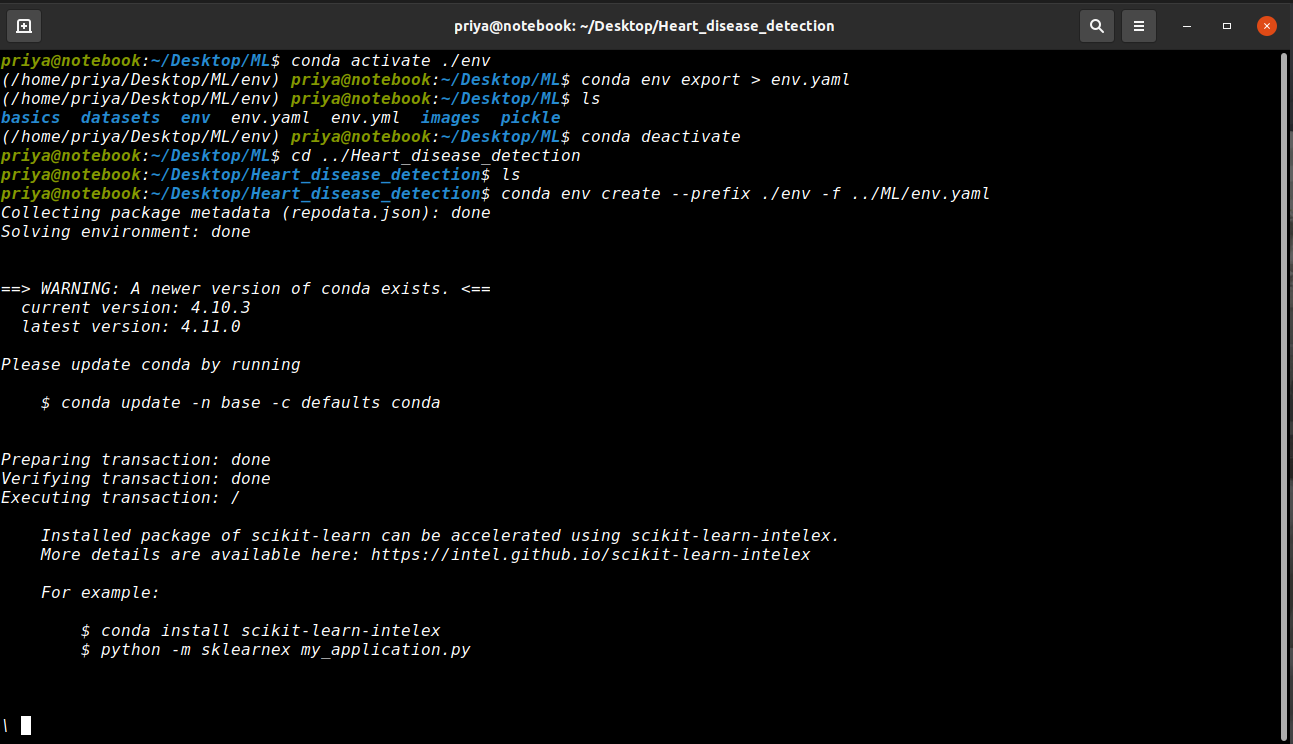 priya@notebook: ~/Desktop/Heart_disease_detection
priya@notebook:~/Desktop/ML$ conda activate ./env
(/home/priya/Desktop/ML/env) priya@notebook:~/Desktop/ML$ conda env export > env.yaml
(/home/priya/Desktop/ML/env) priya@notebook:~/Desktop/ML$ ls
basics  datasets  env  env.yaml  env.yml  images  pickle
(/home/priya/Desktop/ML/env) priya@notebook:~/Desktop/ML$ conda deactivate
priya@notebook:~/Desktop/ML$ cd ../Heart_disease_detection
priya@notebook:~/Desktop/Heart_disease_detection$ ls
priya@notebook:~/Desktop/Heart_disease_detection$ conda env create --prefix ./env -f ../ML/env.yaml
Collecting package metadata (repodata.json): done
Solving environment: done
==> WARNING: A newer version of conda exists. <==
  current version: 4.10.3
  latest version: 4.11.0
Please update conda by running
    $ conda update -n base -c defaults conda
Preparing transaction: done
Verifying transaction: done
Executing transaction: /
    Installed package of scikit-learn can be accelerated using scikit-learn-intelex.
    More details are available here: https://intel.github.io/scikit-learn-intelex
    For example:
        $ conda install scikit-learn-intelex
        $ python -m sklearnex my_application.py
\